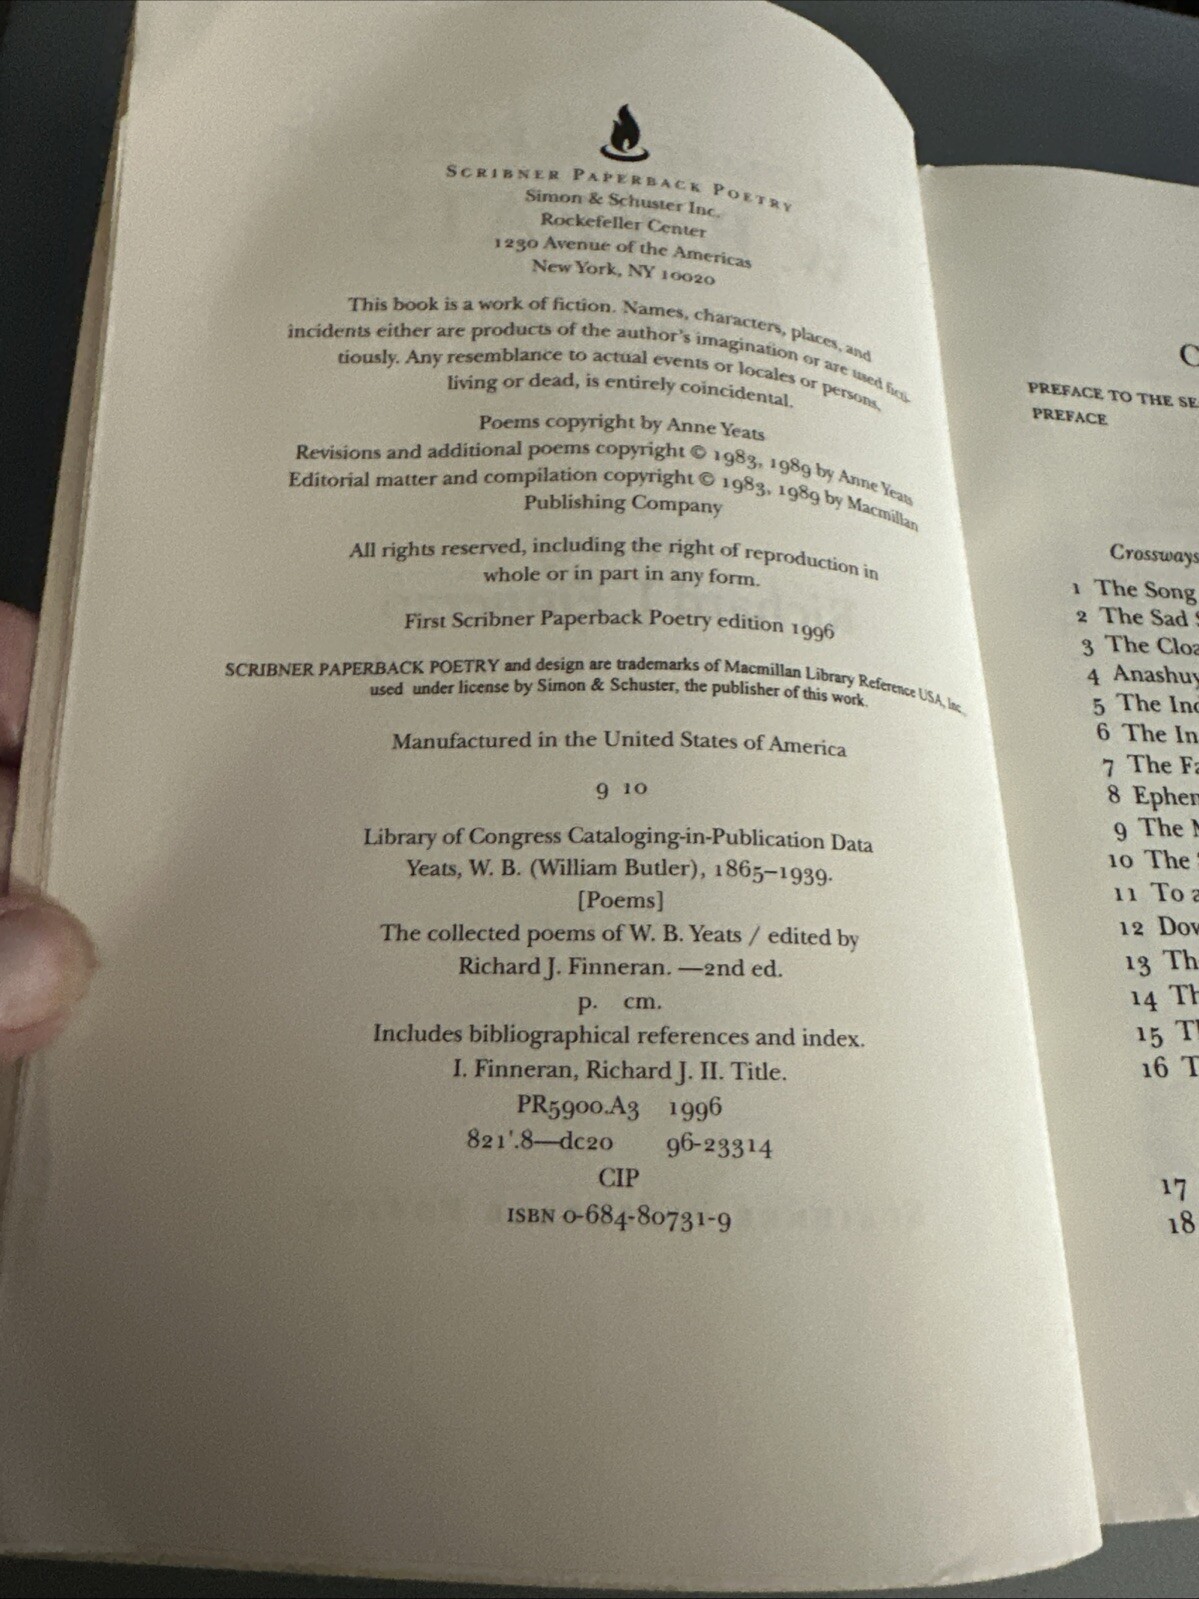 SCRIBNER PAPERBACK POETRY
Simon & Schuster Inc.
Rockefeller Center
1230 Avenue of the Americas
New York, NY 10020
This book is a work of fiction. Names, characters, places, and
incidents either are products of the author's imagination or are used ficti-
tiously. Any resemblance to actual events or locales or persons,
living or dead, is entirely coincidental.
Poems copyright by Anne Yeats
Revisions and additional poems copyright © 1983, 1989 by Anne Yeats
Editorial matter and compilation copyright © 1983, 1989 by Macmillan
Publishing Company
All rights reserved, including the right of reproduction in
whole or in part in any form.
First Scribner Paperback Poetry edition 1996
SCRIBNER PAPERBACK POETRY and design are trademarks of Macmillan Library Reference USA, Inc.,
used under license by Simon & Schuster, the publisher of this work.
Manufactured in the United States of America
9 10
Library of Congress Cataloging-in-Publication Data
Yeats, W. B. (William Butler), 1865–1939.
[Poems]
The collected poems of W. B. Yeats / edited by
Richard J. Finneran. —2nd ed.
p. cm.
Includes bibliographical references and index.
I. Finneran, Richard J. II. Title.
PR5900.A3 1996
821'.8—dc20 96-23314
CIP
ISBN 0-684-80731-9
C
PREFACE TO THE SE
PREFACE
Crossways
1 The Song
2 The Sad S
3 The Cloa
4 Anashuy
5 The Ind
6 The In
7 The Fa
8 Ephem
9 The M
10 The S
11 To a
12 Dow
13 Th
14 Th
15 Th
16 T
17
18